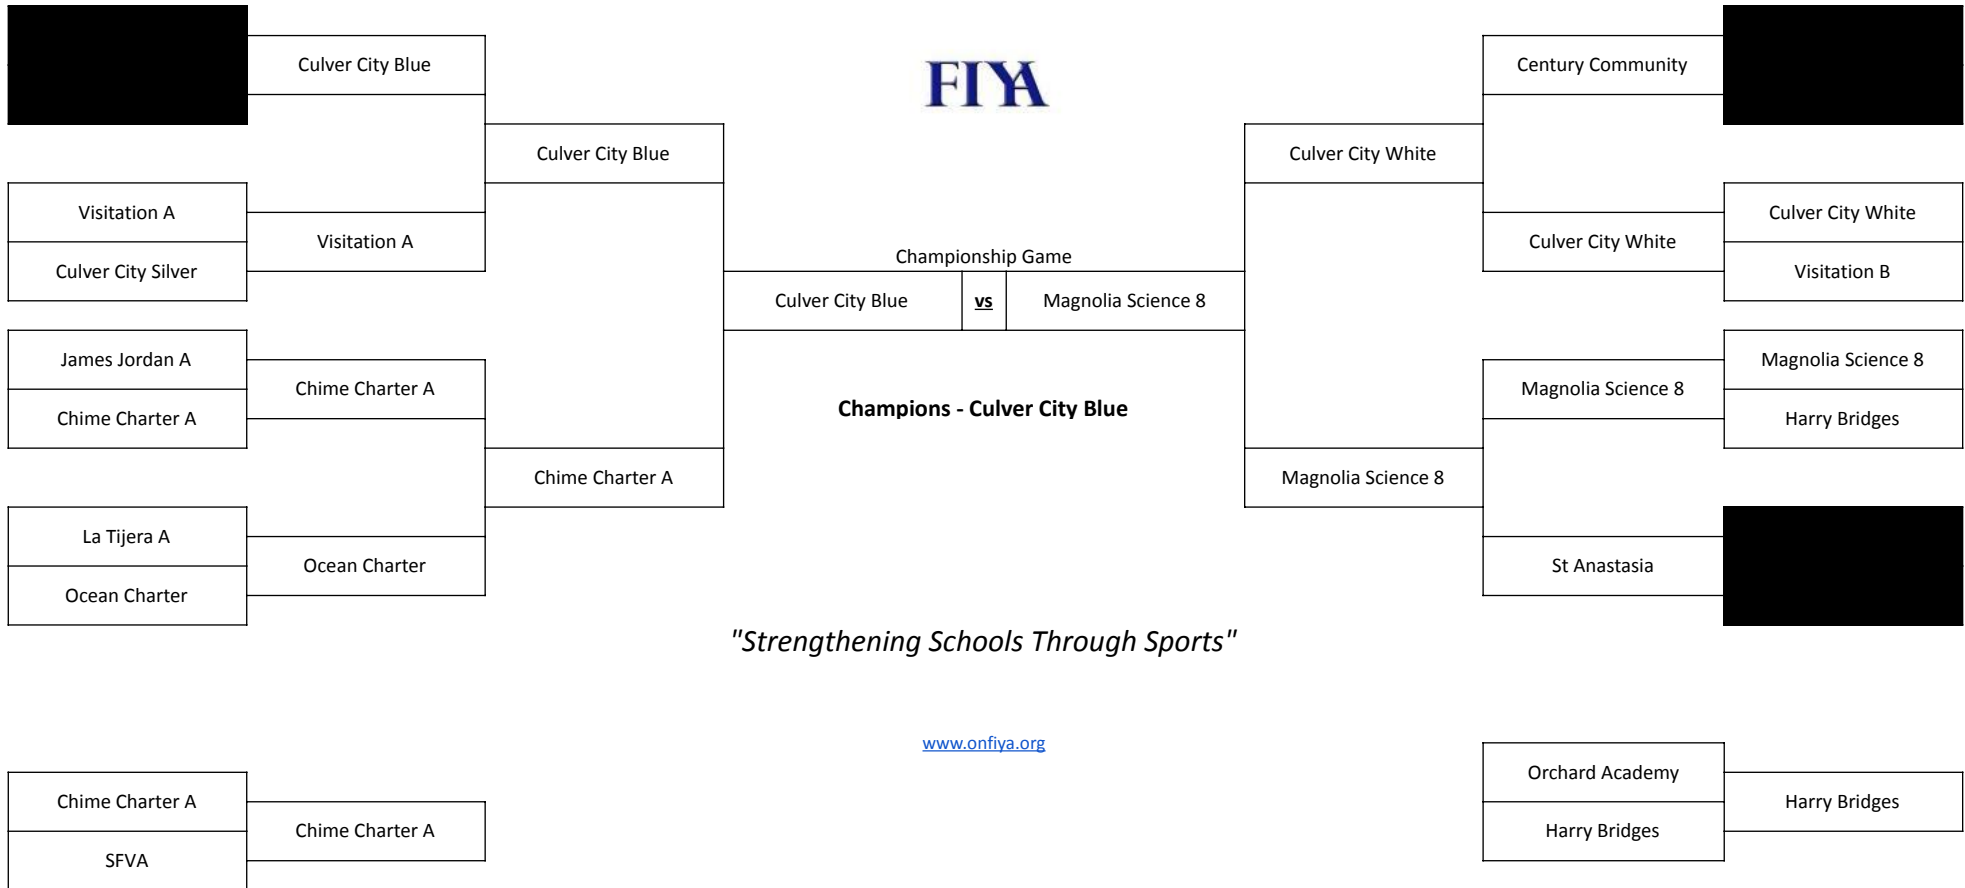 Culver City Blue
FIYA
Century Community
Culver City Blue
Culver City White
Visitation A
Culver City White
Visitation A
Culver City White
Culver City Silver
Championship Game
Visitation B
Culver City Blue vs Magnolia Science 8
James Jordan A
Magnolia Science 8
Chime Charter A
Magnolia Science 8
Chime Charter A
Champions - Culver City Blue
Harry Bridges
Chime Charter A
Magnolia Science 8
La Tijera A
Ocean Charter
St Anastasia
Ocean Charter
"Strengthening Schools Through Sports"
www.onfiya.org
Orchard Academy
Chime Charter A
Harry Bridges
Chime Charter A
Harry Bridges
SFVA